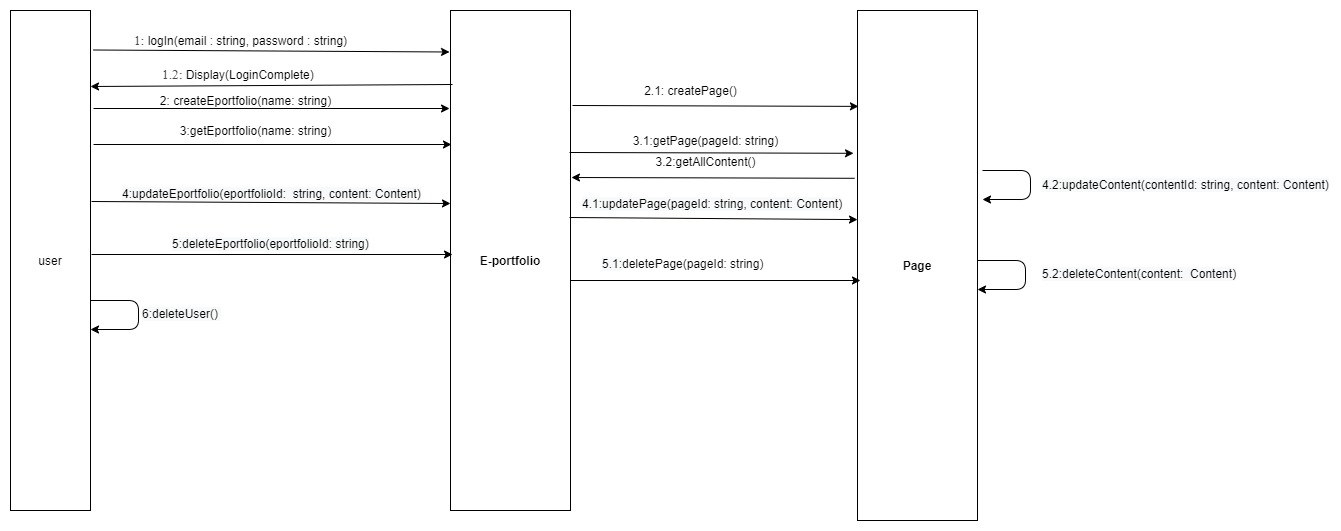 1: logIn(email : string, password : string)
1.2: Display(LoginComplete)
2: createEportfolio(name: string)
2.1: createPage()
3:getEportfolio(name: string)
3.1:getPage(pageId: string)
3.2:getAllContent()
4:updateEportfolio(eportfolioId: string, content: Content)
4.1:updatePage(pageId: string, content: Content)
4.2:updateContent(contentId: string, content: Content)
5:deleteEportfolio(eportfolioId: string)
user
E-portfolio
Page
5.1:deletePage(pageId: string)
5.2:deleteContent(content: Content)
6:deleteUser()